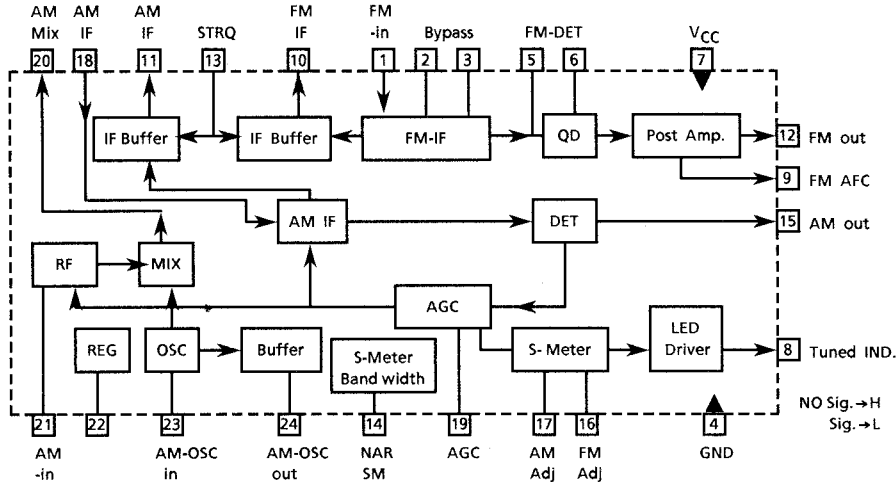 AM AM AM FM FM
Mix IF IF STRQ IF -in Bypass FM-DET VCC
20 18 11 13 10 1 2 3 5 6 7
IF Buffer IF Buffer FM-IF QD Post Amp. 12 FM out
9 FM AFC
AM IF DET 15 AM out
RF MIX
AGC
REG OSC Buffer S-Meter Band width S-Meter LED Driver 8 Tuned IND.
NO Sig.→H
Sig.→L
21 22 23 24 14 19 17 16 4
AM AM-OSC AM-OSC NAR AGC AM FM GND
-in in out SM Adj Adj